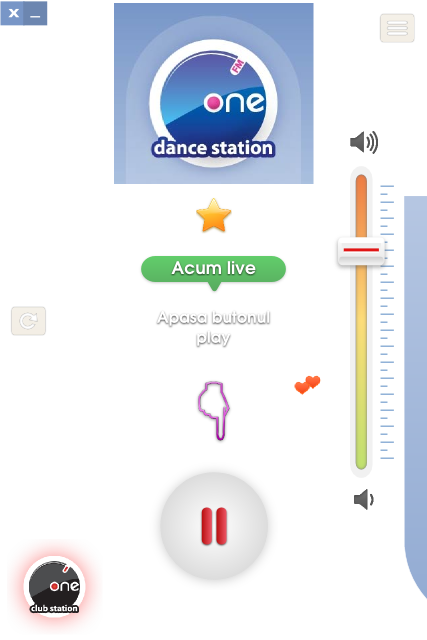 x _
FM
one
dance station
Acum live
Apasa butonul
play
one
club station